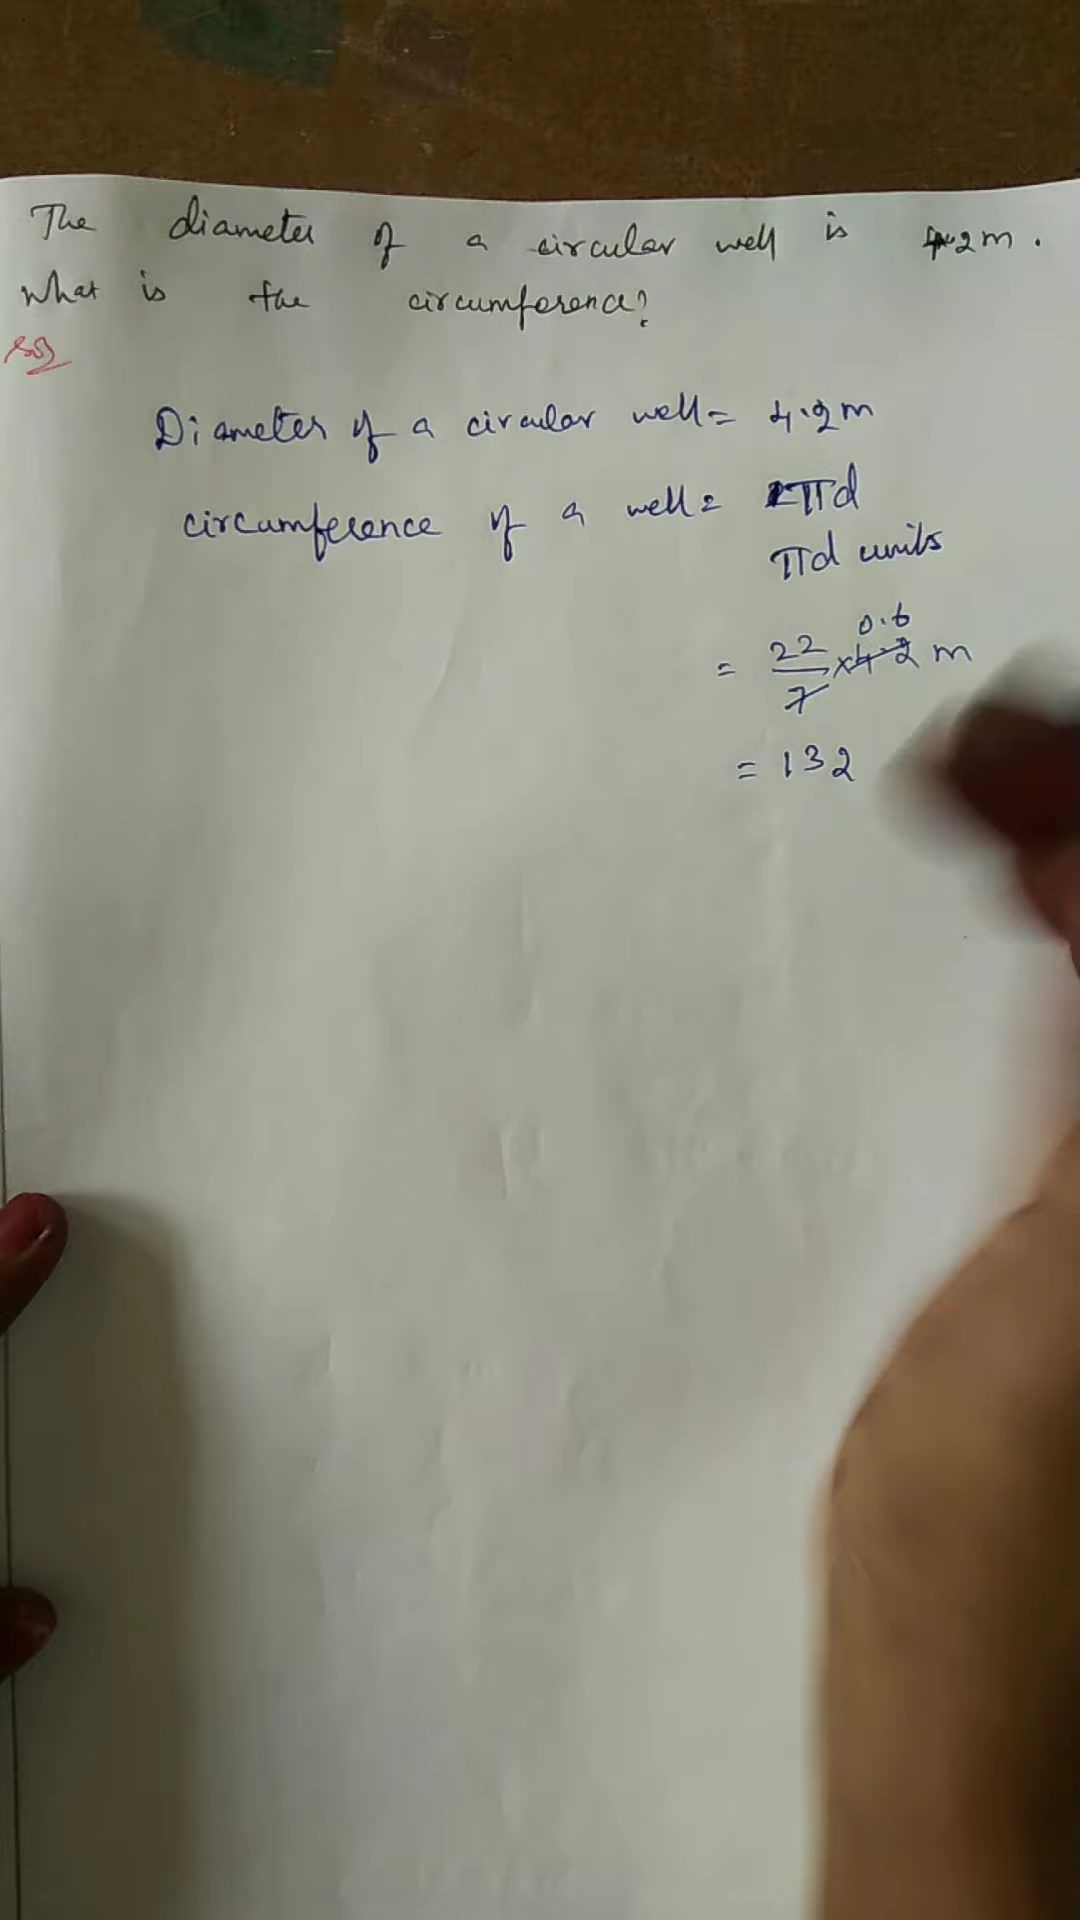 The diameter of a circular well is 4.2m.
What is the circumference?
Sol
Diameter of a circular well = 4.2m
circumference of a well = πd
πd units
0.6
= 22/7 × 4.2 m
= 132